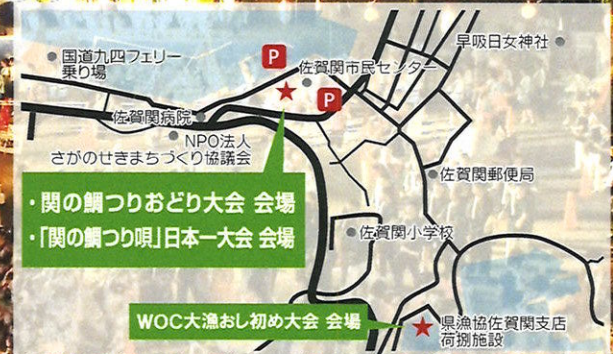 国道九四フェリー
乗り場
P
佐賀関市民センター
早吸日女神社
P
佐賀関病院
NPO法人
さがのせきまちづくり協議会
佐賀関郵便局
・関の鯛つりおどり大会 会場
・「関の鯛つり唄」日本一大会 会場
佐賀関小学校
WOC大漁おし初め大会 会場
県漁協佐賀関支店
荷捌施設